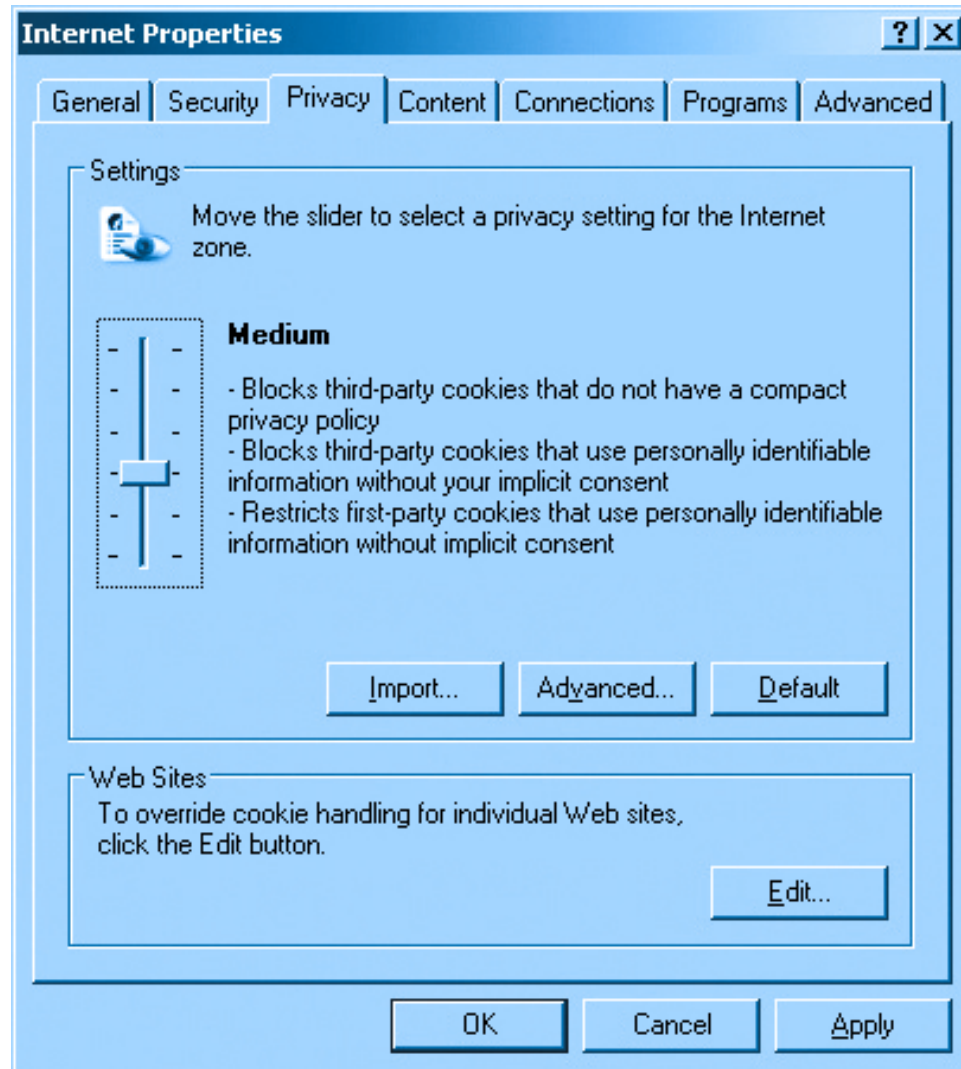 Internet Properties
General Security Privacy Content Connections Programs Advanced
Settings
Move the slider to select a privacy setting for the Internet
zone.
Medium
- Blocks third-party cookies that do not have a compact
privacy policy
- Blocks third-party cookies that use personally identifiable
information without your implicit consent
- Restricts first-party cookies that use personally identifiable
information without implicit consent
Import... Advanced... Default
Web Sites
To override cookie handling for individual Web sites,
click the Edit button.
Edit...
OK Cancel Apply